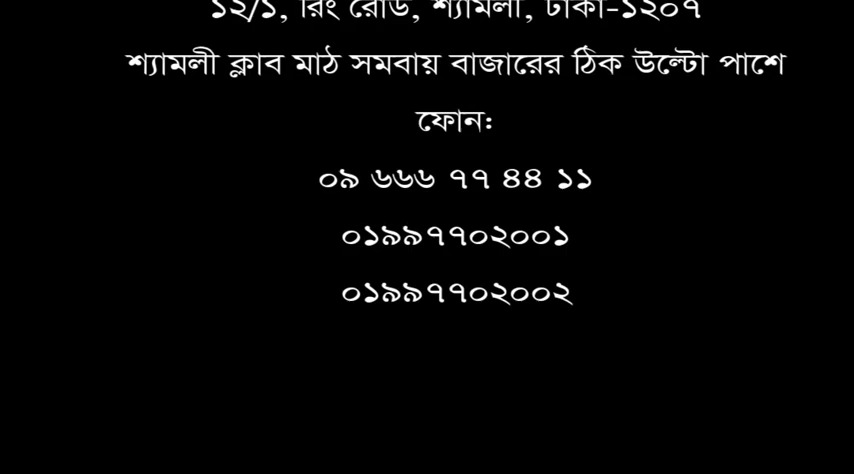 ১২/১, রিং রোড, শ্যামলী, ঢাকা-১২০৭
শ্যামলী ক্লাব মাঠ সমবায় বাজারের ঠিক উল্টো পাশে
ফোন:
০৯ ৬৬৬ ৭৭ ৪৪ ১১
০১৯৯৭৭০২০০১
০১৯৯৭৭০২০০২